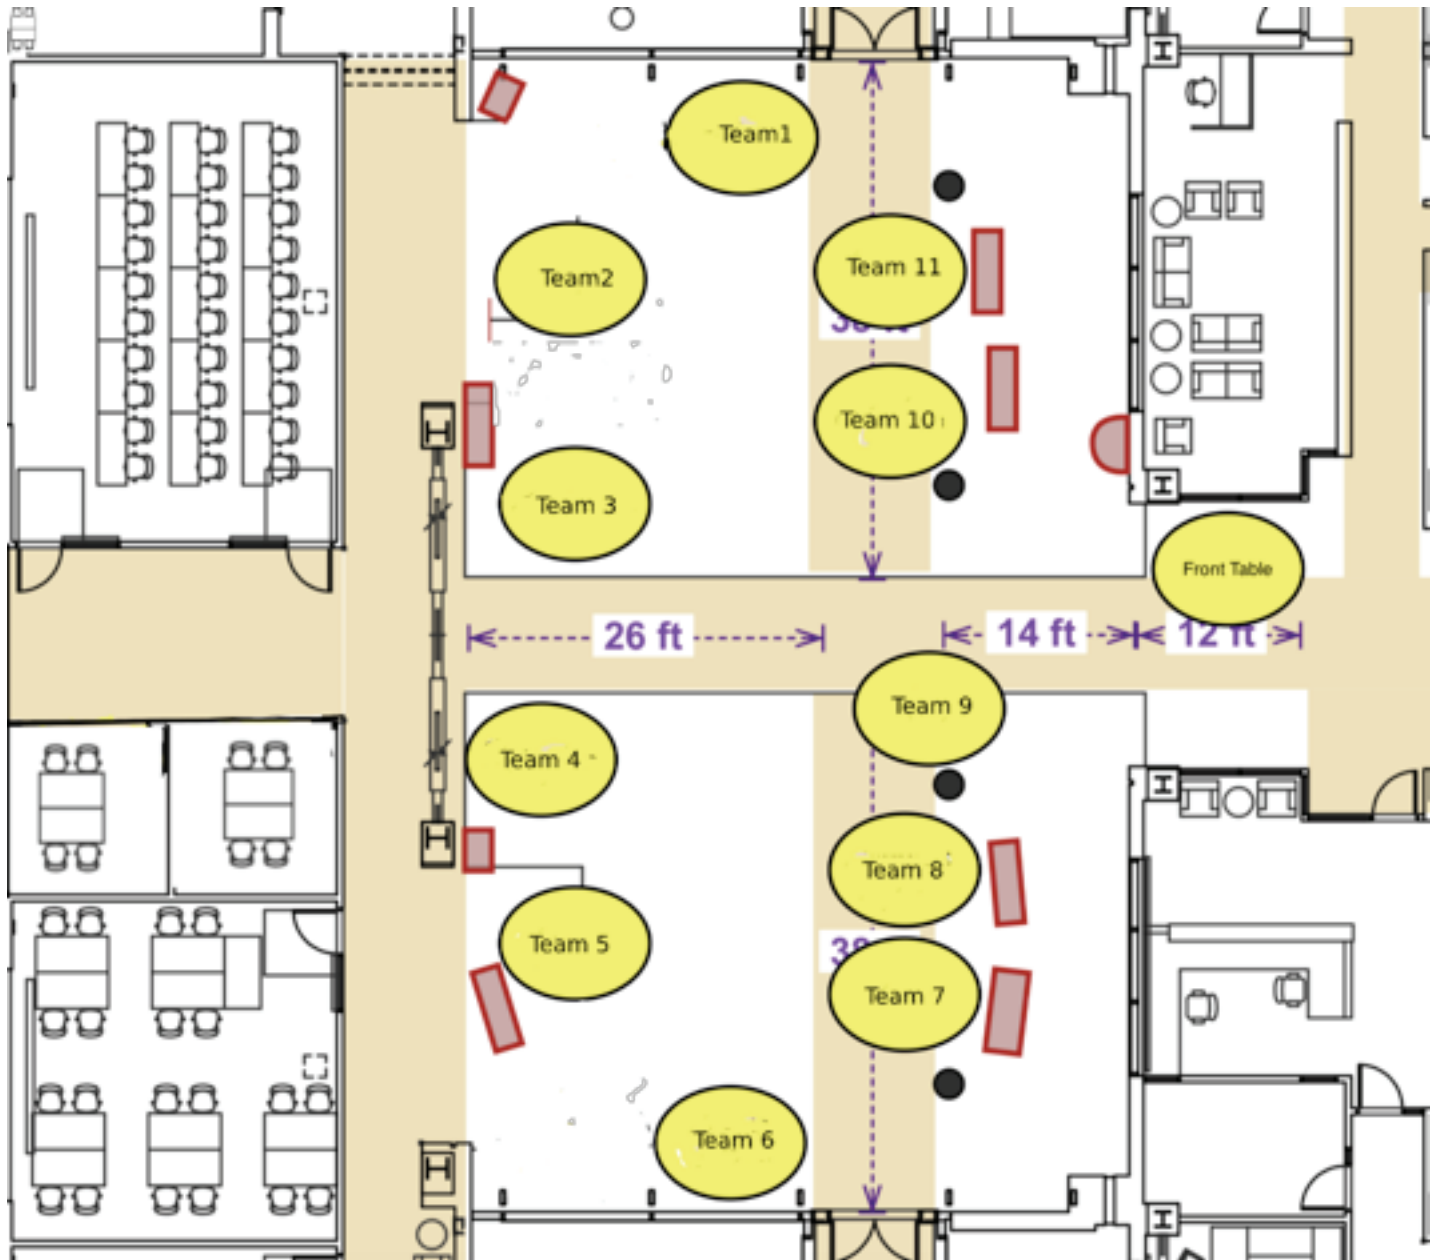 Team1
Team2
Team 11
Team 10
Team 3
Front Table
26 ft
14 ft
12 ft
Team 9
Team 4
Team 8
Team 5
Team 7
Team 6
H
H
H
H
H
H
H